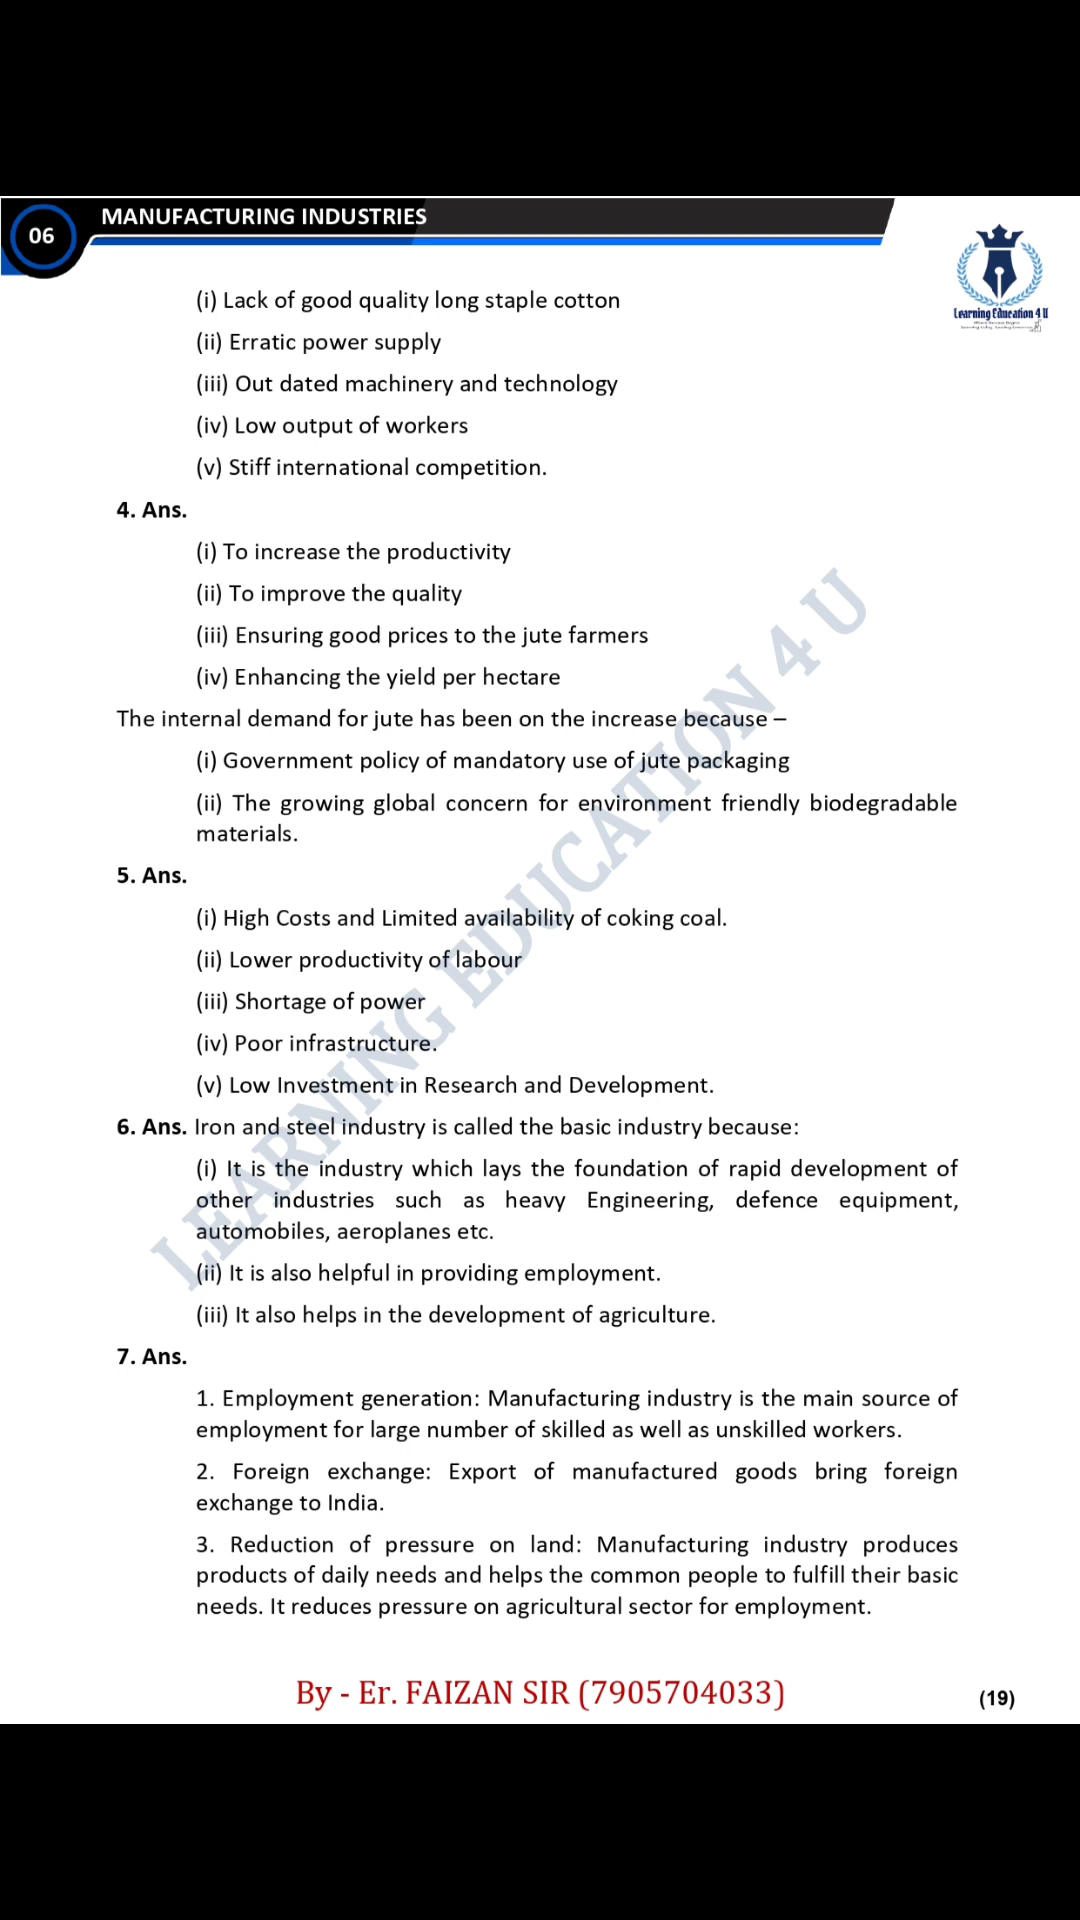 06
MANUFACTURING INDUSTRIES
Learning Education 4 U
(i) Lack of good quality long staple cotton
(ii) Erratic power supply
(iii) Out dated machinery and technology
(iv) Low output of workers
(v) Stiff international competition.
4. Ans.
(i) To increase the productivity
(ii) To improve the quality
(iii) Ensuring good prices to the jute farmers
(iv) Enhancing the yield per hectare
The internal demand for jute has been on the increase because –
(i) Government policy of mandatory use of jute packaging
(ii) The growing global concern for environment friendly biodegradable
materials.
5. Ans.
(i) High Costs and Limited availability of coking coal.
(ii) Lower productivity of labour
(iii) Shortage of power
(iv) Poor infrastructure.
(v) Low Investment in Research and Development.
6. Ans. Iron and steel industry is called the basic industry because:
(i) It is the industry which lays the foundation of rapid development of
other industries such as heavy Engineering, defence equipment,
automobiles, aeroplanes etc.
(ii) It is also helpful in providing employment.
(iii) It also helps in the development of agriculture.
7. Ans.
1. Employment generation: Manufacturing industry is the main source of
employment for large number of skilled as well as unskilled workers.
2. Foreign exchange: Export of manufactured goods bring foreign
exchange to India.
3. Reduction of pressure on land: Manufacturing industry produces
products of daily needs and helps the common people to fulfill their basic
needs. It reduces pressure on agricultural sector for employment.
LEARNING EDUCATION 4 U
By - Er. FAIZAN SIR (7905704033)
(19)